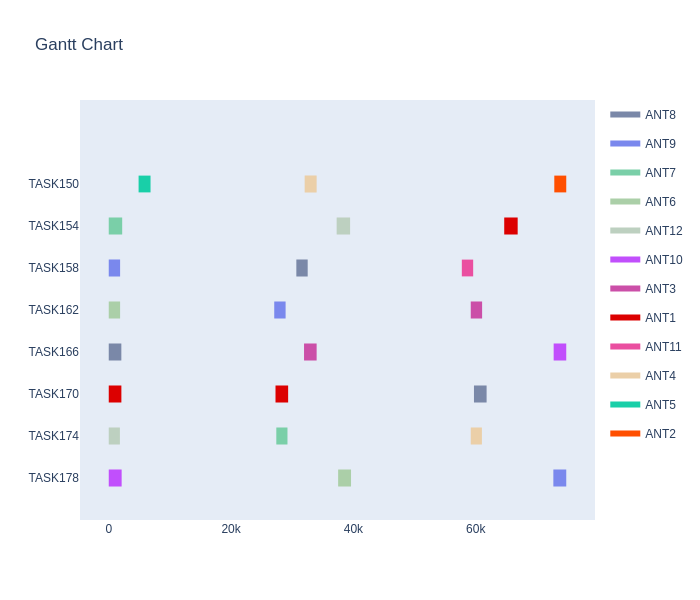 Gantt Chart
TASK150
TASK154
TASK158
TASK162
TASK166
TASK170
TASK174
TASK178
0 20k 40k 60k
ANT8
ANT9
ANT7
ANT6
ANT12
ANT10
ANT3
ANT1
ANT11
ANT4
ANT5
ANT2